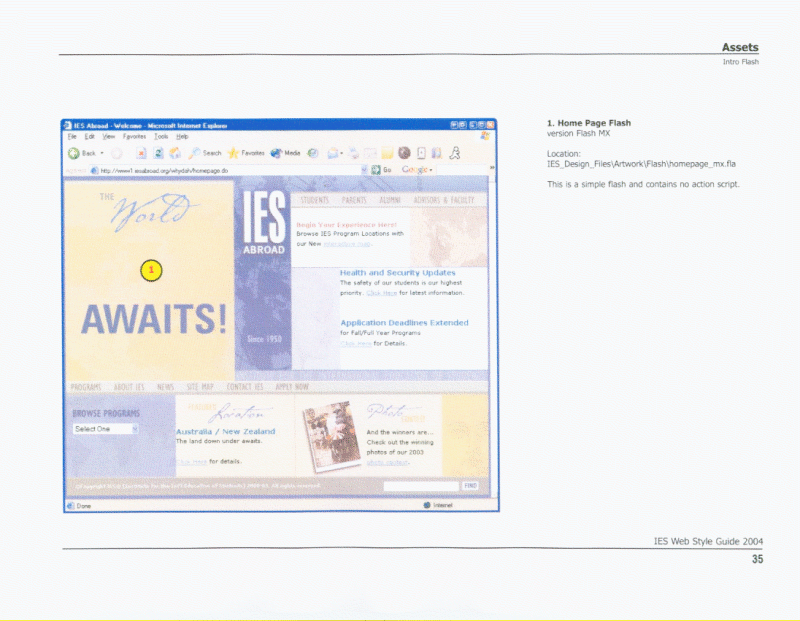 Assets
Intro Flash
1. Home Page Flash
version Flash MX
Location:
IES_Design_Files\Artwork\Flash\homepage_mx.fla
This is a simple flash and contains no action script.
IES Abroad - Welcome - Microsoft Internet Explorer
File Edit View Favorites Tools Help
Back Search Favorites Media
http://www1.iesabroad.org/whydah/homepage.do Go Google
THE
World
1
AWAITS!
IES
ABROAD
Since 1950
STUDENTS PARENTS ALUMNI ADVISORS & FACULTY
Begin Your Experience Here!
Browse IES Program Locations with
our New interactive map.
Health and Security Updates
The safety of our students is our highest
priority. Click Here for latest information.
Application Deadlines Extended
for Fall/Full Year Programs
Click Here for Details.
PROGRAMS ABOUT IES NEWS SITE MAP CONTACT IES APPLY NOW
BROWSE PROGRAMS
Select One
Location
Australia / New Zealand
The land down under awaits.
Click Here for details.
Photo
And the winners are...
Check out the winning
photos of our 2003
photo contest.
FIND
Done Internet
IES Web Style Guide 2004
35